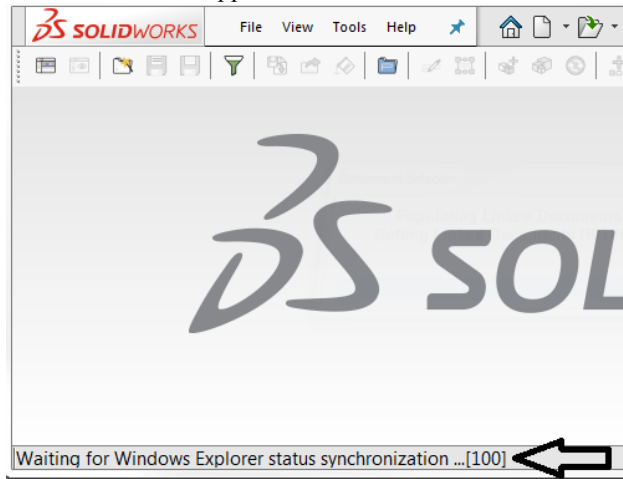 SOLIDWORKS File View Tools Help
SOL
Waiting for Windows Explorer status synchronization ...[100]